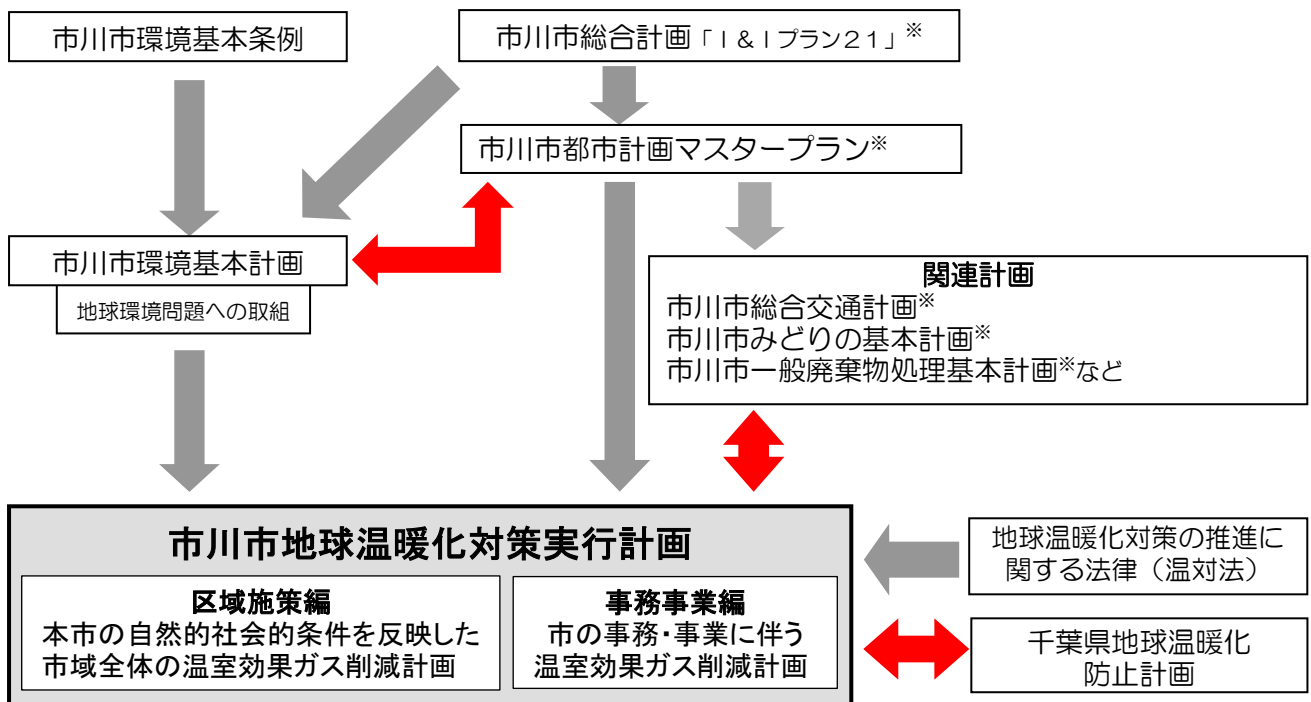 市川市環境基本条例
市川市総合計画「I&Iプラン21」※
市川市都市計画マスタープラン※
市川市環境基本計画
地球環境問題への取組
関連計画
市川市総合交通計画※
市川市みどりの基本計画※
市川市一般廃棄物処理基本計画※など
市川市地球温暖化対策実行計画
区域施策編
本市の自然的社会的条件を反映した
市域全体の温室効果ガス削減計画
事務事業編
市の事務・事業に伴う
温室効果ガス削減計画
地球温暖化対策の推進に
関する法律（温対法）
千葉県地球温暖化
防止計画